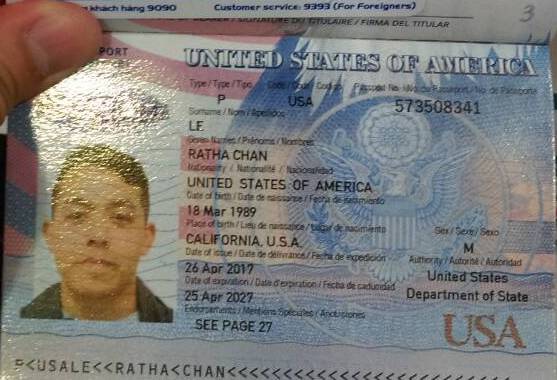 khách hàng 9090 Customer service: 9393 (For Foreigners)
SIGNATURE DU TITULAIRE / FIRMA DEL TITULAR
3
PORT
UNITED STATES OF AMERICA
Type / Type / Tipo Code / Code / Codigo Passport No. / No. de Passeport / No. de Pasaporte
P USA 573508341
Surname / Nom / Apellidos
LE
Given Names / Prénoms / Nombres
RATHA CHAN
Nationality / Nationalité / Nacionalidad
UNITED STATES OF AMERICA
Date of birth / Date de naissance / Fecha de nacimiento
18 Mar 1989
Place of birth / Lieu de naissance / Lugar de nacimiento Sex / Sexe / Sexo
CALIFORNIA, U.S.A. M
Date of issue / Date de délivrance / Fecha de expedición Authority / Autorité / Autoridad
26 Apr 2017 United States
Date of expiration / Date d'expiration / Fecha de caducidad Department of State
25 Apr 2027
Endorsements / Mentions Spéciales / Anotaciones
SEE PAGE 27
USA
P<USALE<<RATHA<CHAN<<<<<<<<<<<<<<<<<<<<<<<<